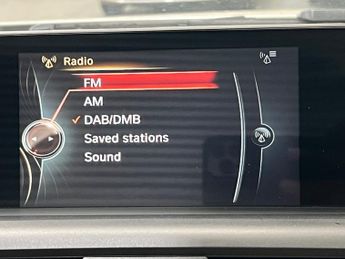 Radio
FM
AM
✓ DAB/DMB
Saved stations
Sound